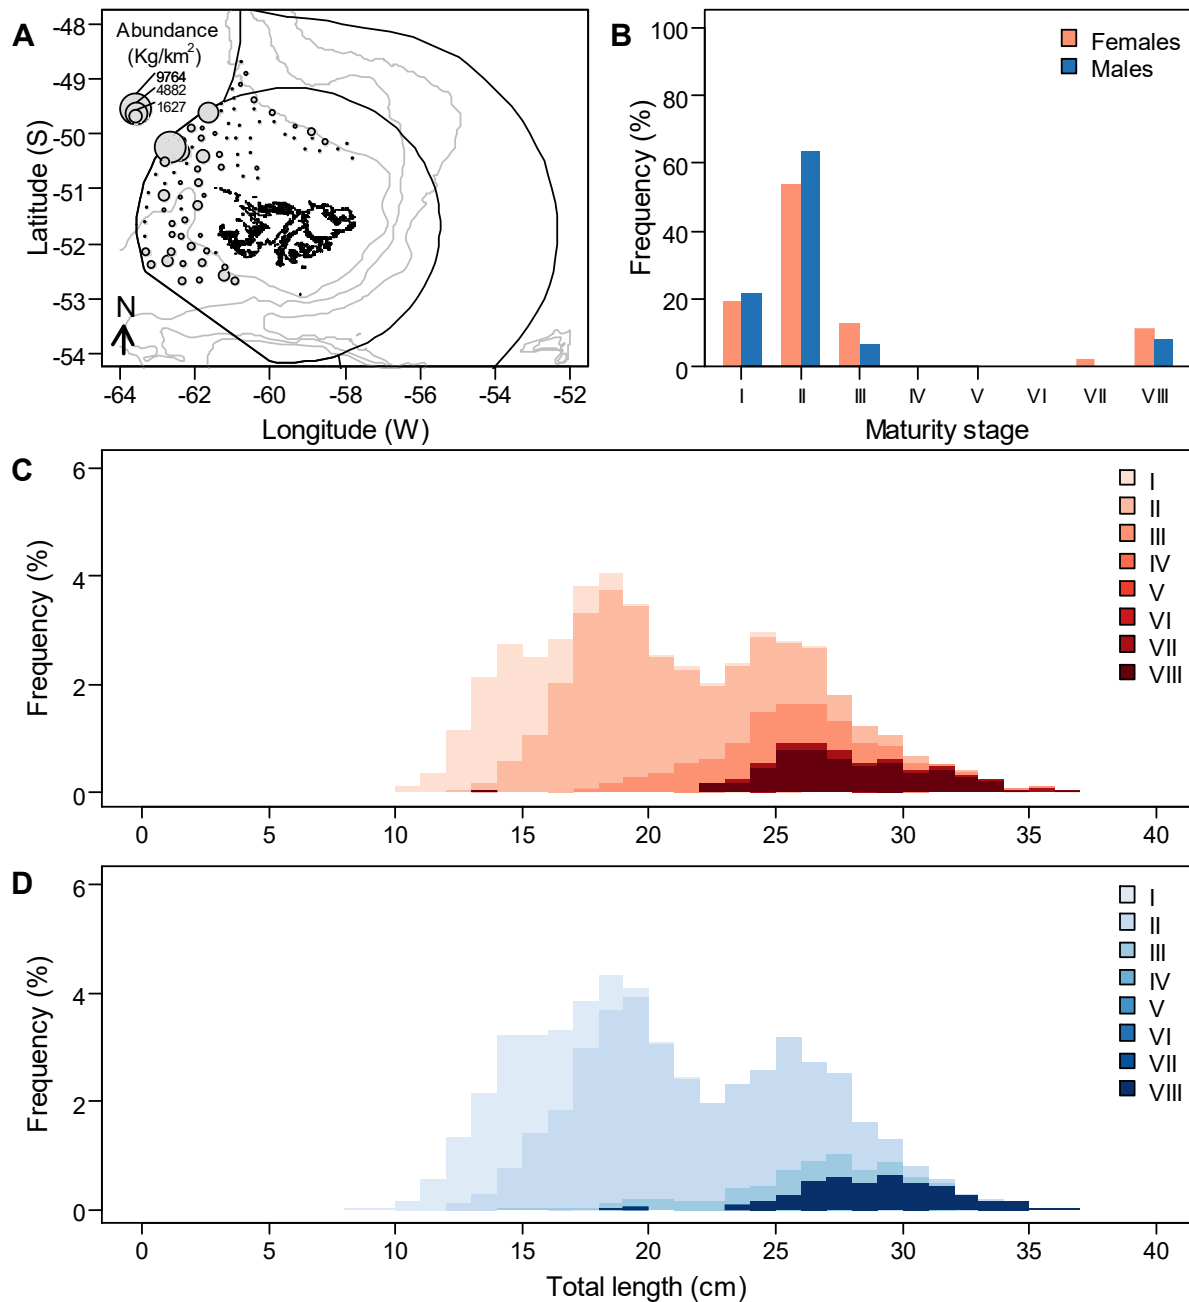 A
Abundance
(Kg/km²)
9764
4882
1627
N
-48
-49
-50
-51
-52
-53
-54
Latitude (S)
-64 -62 -60 -58 -56 -54 -52
Longitude (W)
B
Females
Males
100
80
60
40
20
0
Frequency (%)
I II III IV V VI VII VIII
Maturity stage
C
I
II
III
IV
V
VI
VII
VIII
6
4
2
0
Frequency (%)
0 5 10 15 20 25 30 35 40
D
I
II
III
IV
V
VI
VII
VIII
6
4
2
0
Frequency (%)
0 5 10 15 20 25 30 35 40
Total length (cm)